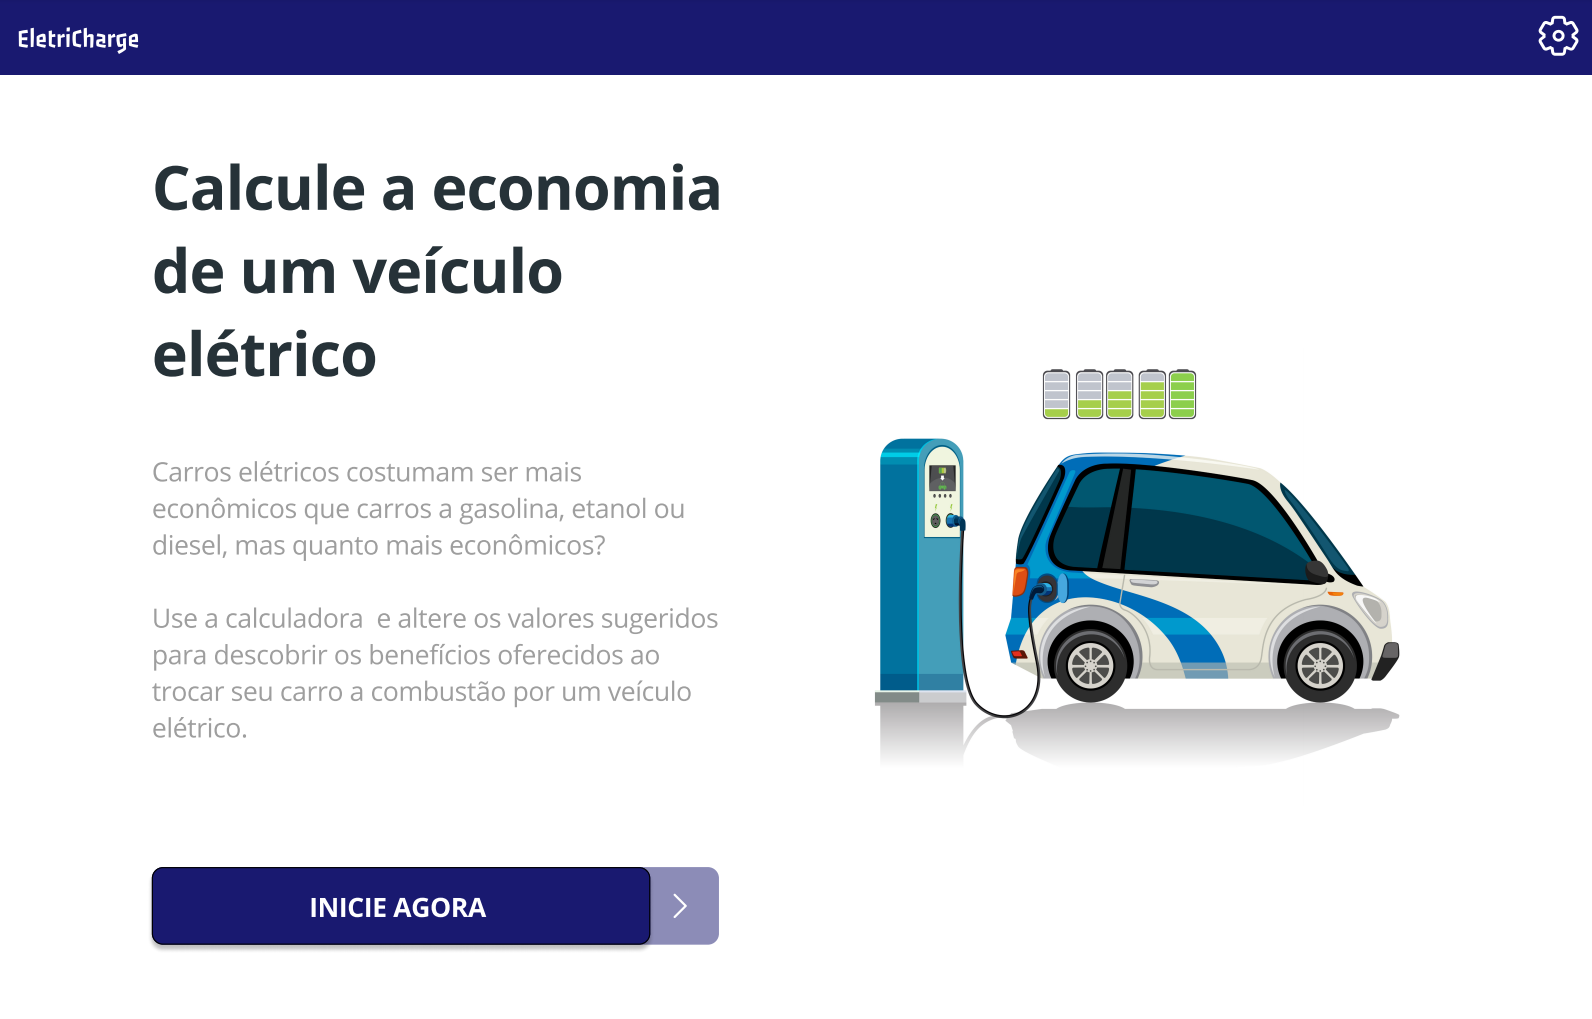 EletriCharge
Calcule a economia
de um veículo
elétrico
Carros elétricos costumam ser mais
econômicos que carros a gasolina, etanol ou
diesel, mas quanto mais econômicos?
Use a calculadora  e altere os valores sugeridos
para descobrir os benefícios oferecidos ao
trocar seu carro a combustão por um veículo
elétrico.
INICIE AGORA